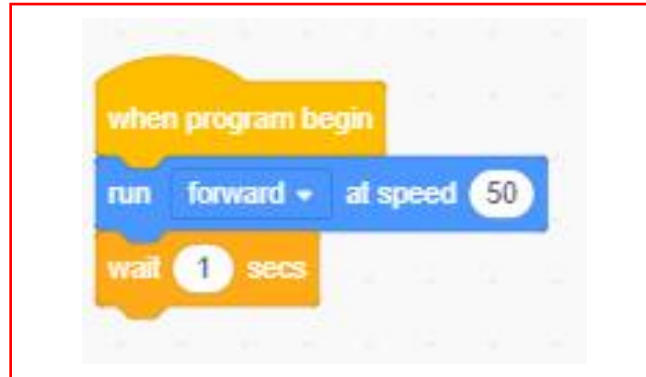 when program begin
run forward at speed 50
wait 1 secs